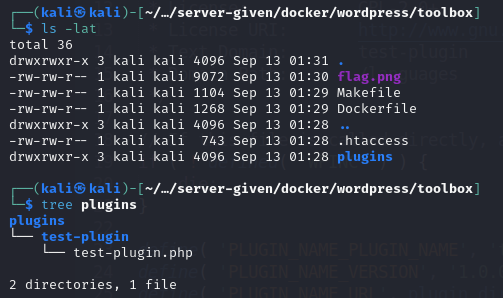 ┌──(kali㉿kali)-[~/…/server-given/docker/wordpress/toolbox]
└─$ ls -lat
total 36
drwxrwxr-x 3 kali kali 4096 Sep 13 01:31 .
-rw-rw-r-- 1 kali kali 9072 Sep 13 01:30 flag.png
-rw-rw-r-- 1 kali kali 1104 Sep 13 01:29 Makefile
-rw-rw-r-- 1 kali kali 1268 Sep 13 01:29 Dockerfile
drwxrwxr-x 3 kali kali 4096 Sep 13 01:28 ..
-rw-rw-r-- 1 kali kali  743 Sep 13 01:28 .htaccess
drwxrwxr-x 3 kali kali 4096 Sep 13 01:28 plugins
┌──(kali㉿kali)-[~/…/server-given/docker/wordpress/toolbox]
└─$ tree plugins
plugins
└── test-plugin
    └── test-plugin.php
2 directories, 1 file